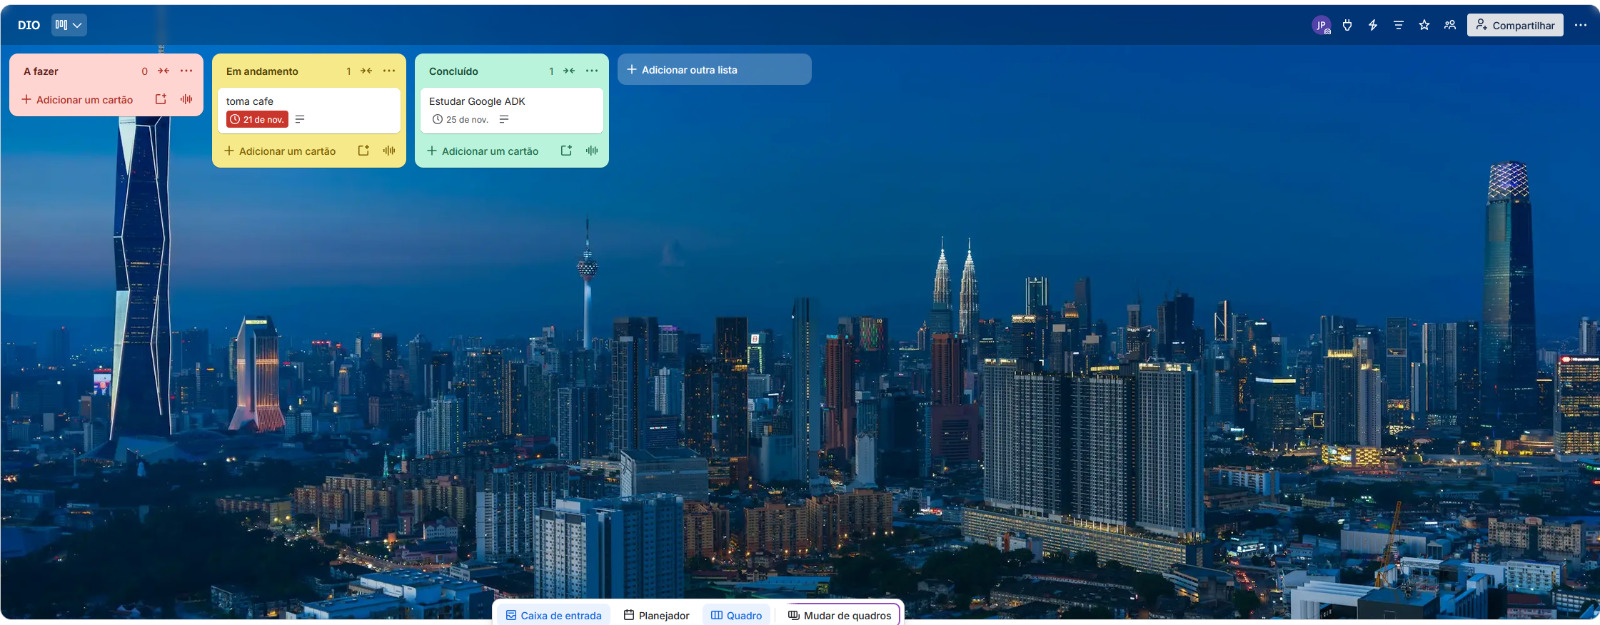 DIO
JP
Compartilhar
A fazer 0
Adicionar um cartão
Em andamento 1
toma cafe
21 de nov.
Adicionar um cartão
Concluído 1
Estudar Google ADK
25 de nov.
Adicionar um cartão
Adicionar outra lista
Caixa de entrada
Planejador
Quadro
Mudar de quadros